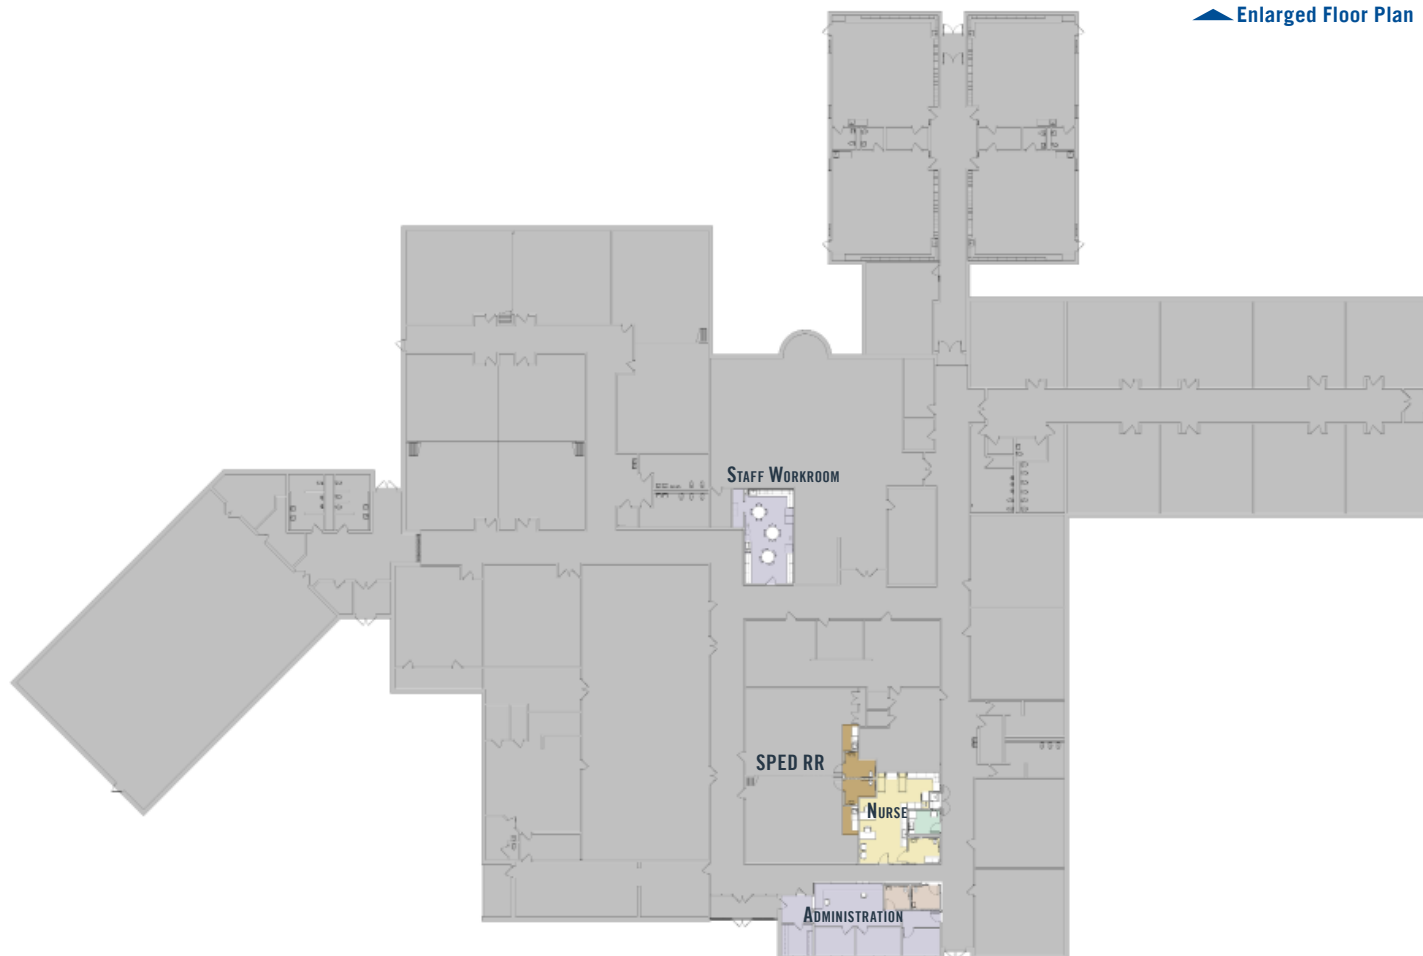 Enlarged Floor Plan
Staff Workroom
SPED RR
Nurse
Administration